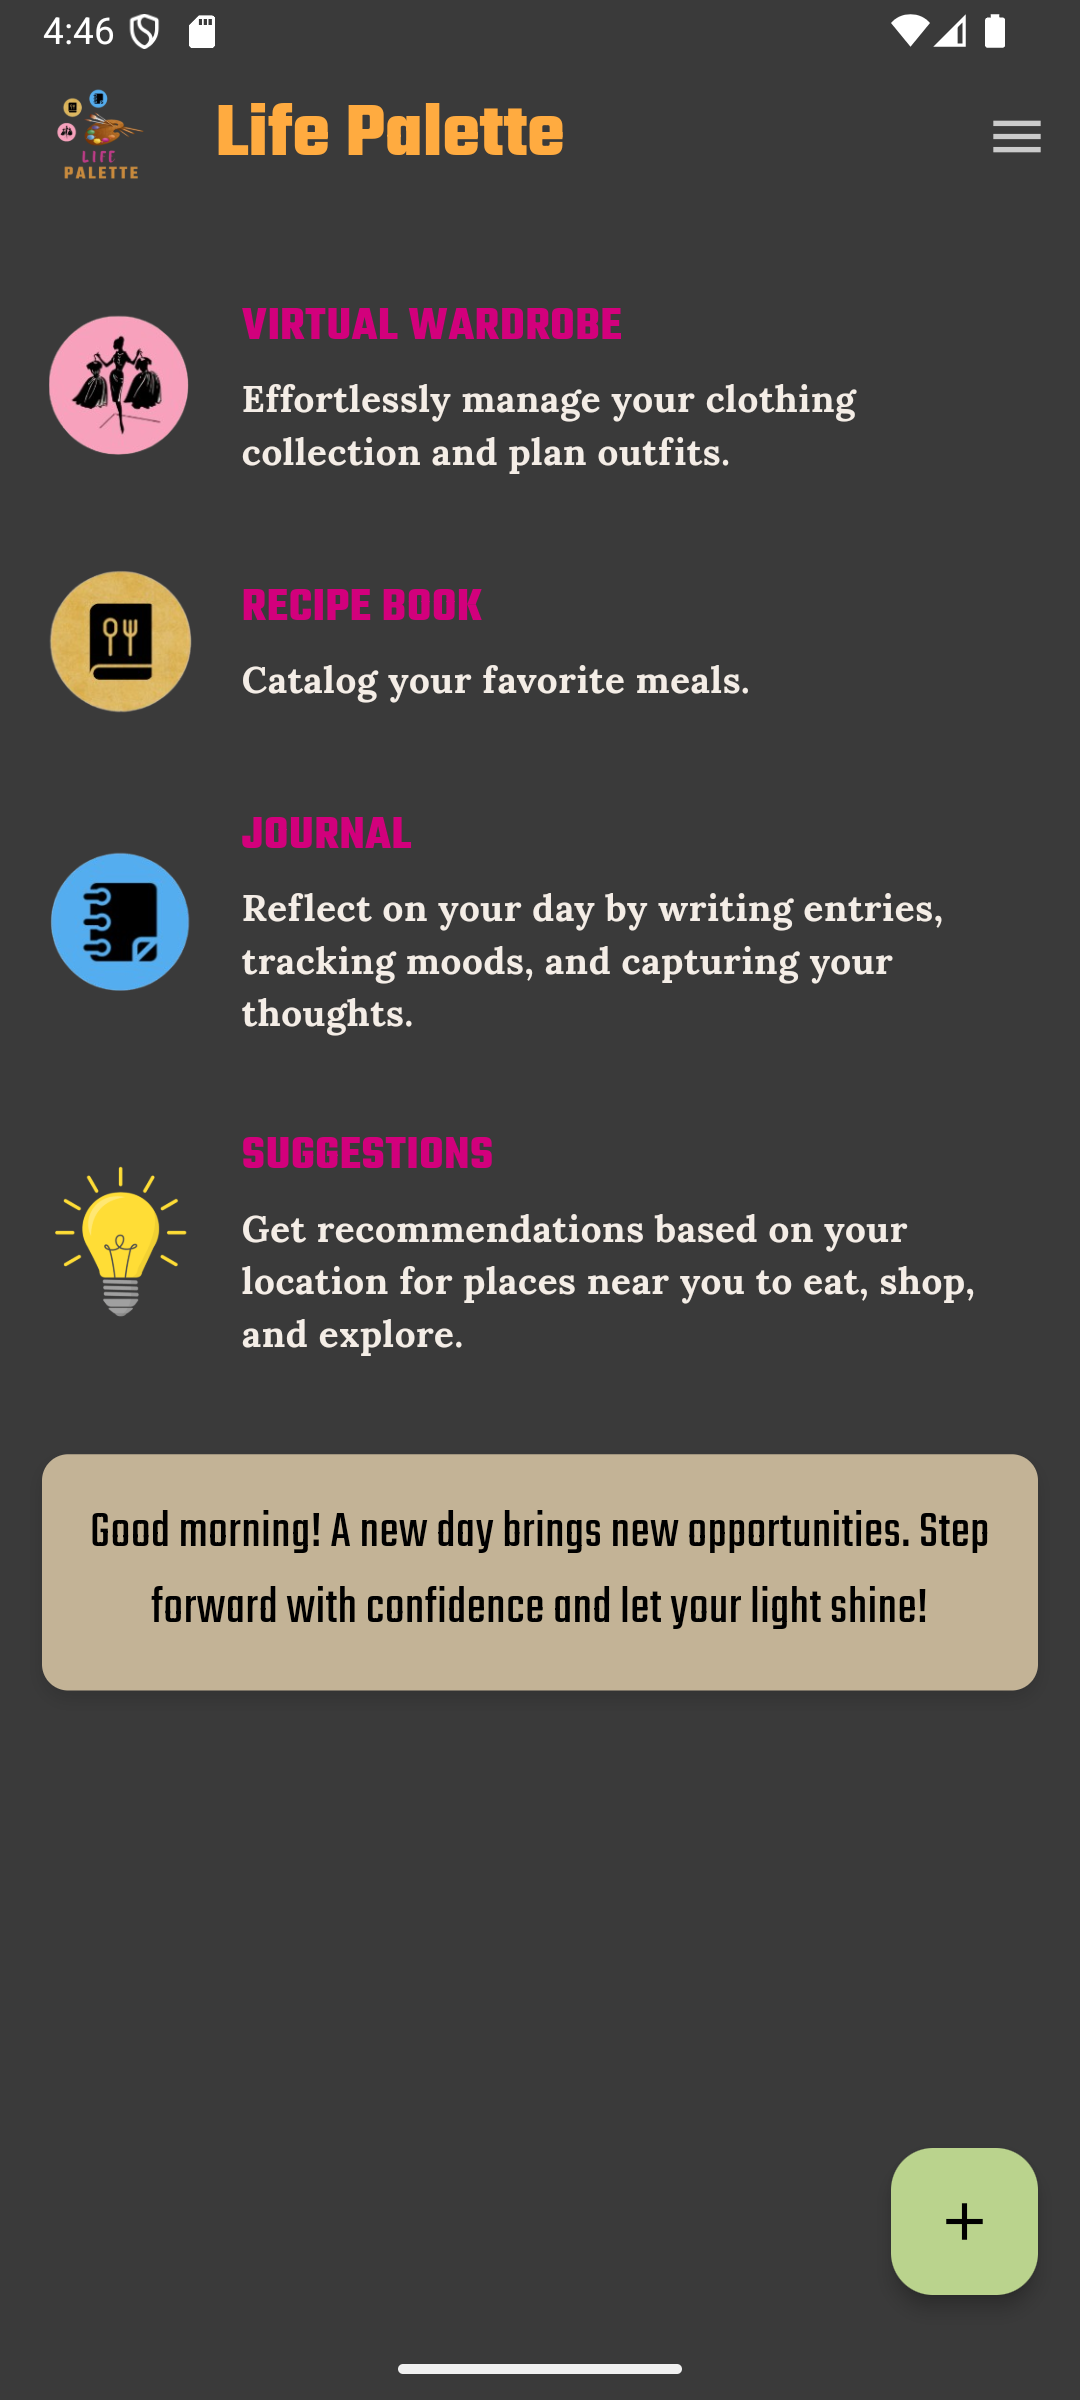 4:46
LIFE
PALETTE
Life Palette
VIRTUAL WARDROBE
Effortlessly manage your clothing
collection and plan outfits.
RECIPE BOOK
Catalog your favorite meals.
JOURNAL
Reflect on your day by writing entries,
tracking moods, and capturing your
thoughts.
SUGGESTIONS
Get recommendations based on your
location for places near you to eat, shop,
and explore.
Good morning! A new day brings new opportunities. Step
forward with confidence and let your light shine!